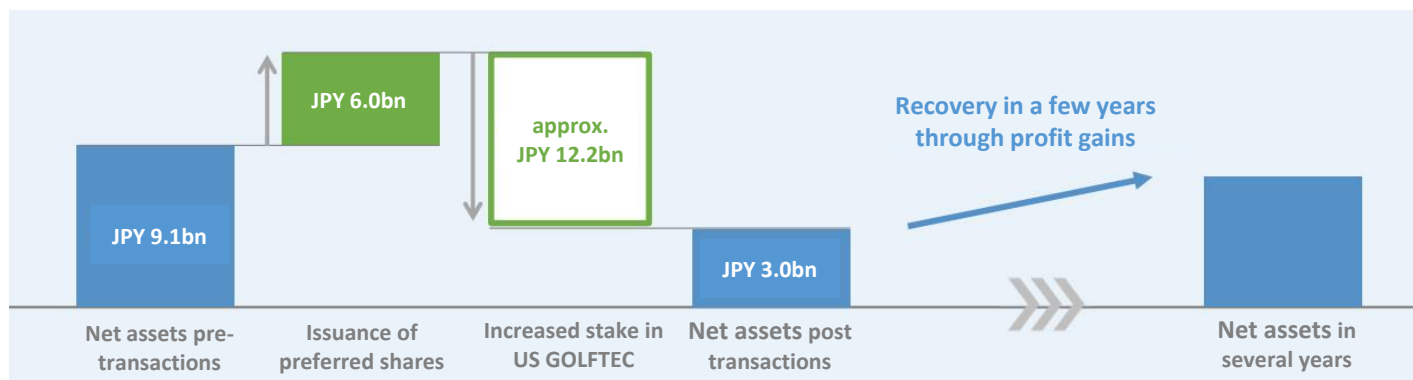 JPY 6.0bn
approx.
JPY 12.2bn
Recovery in a few years
through profit gains
JPY 9.1bn
JPY 3.0bn
Net assets pre-
transactions
Issuance of
preferred shares
Increased stake in
US GOLFTEC
Net assets post
transactions
Net assets in
several years